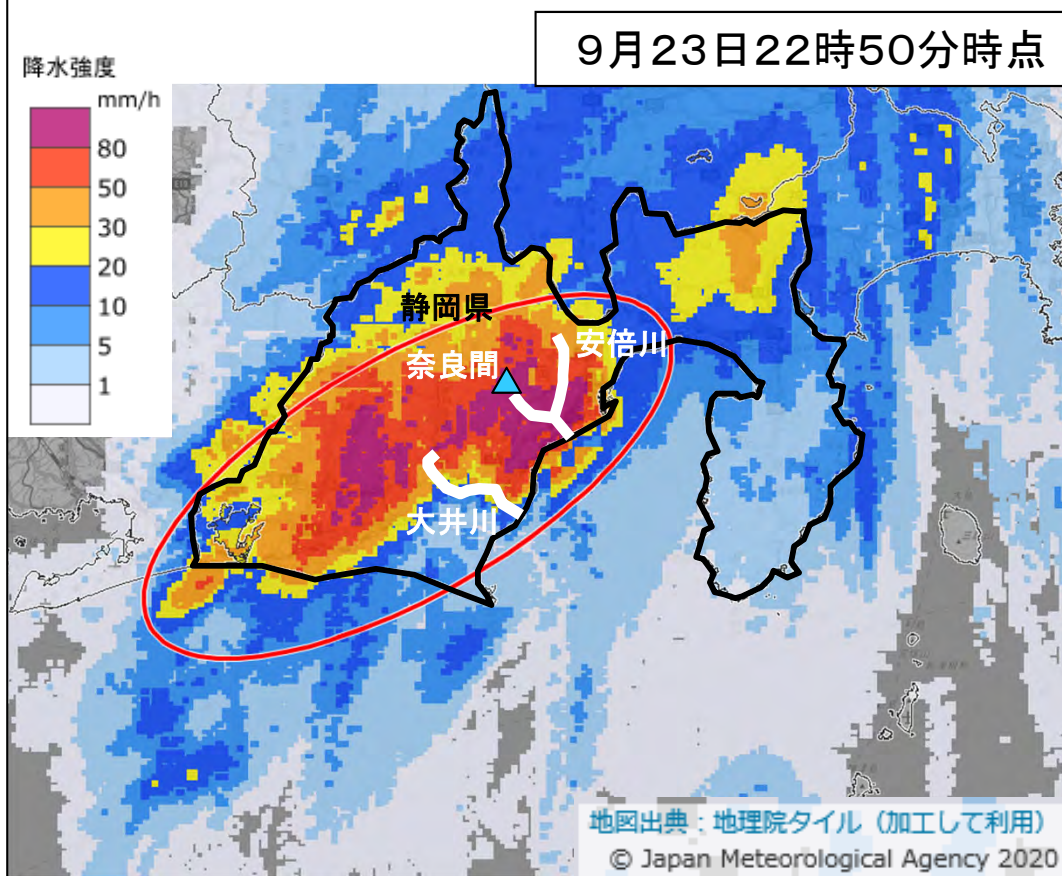 9月23日22時50分時点
降水強度
mm/h
80
50
30
20
10
5
1
静岡県
安倍川
奈良間
大井川
地図出典：地理院タイル（加工して利用）
© Japan Meteorological Agency 2020